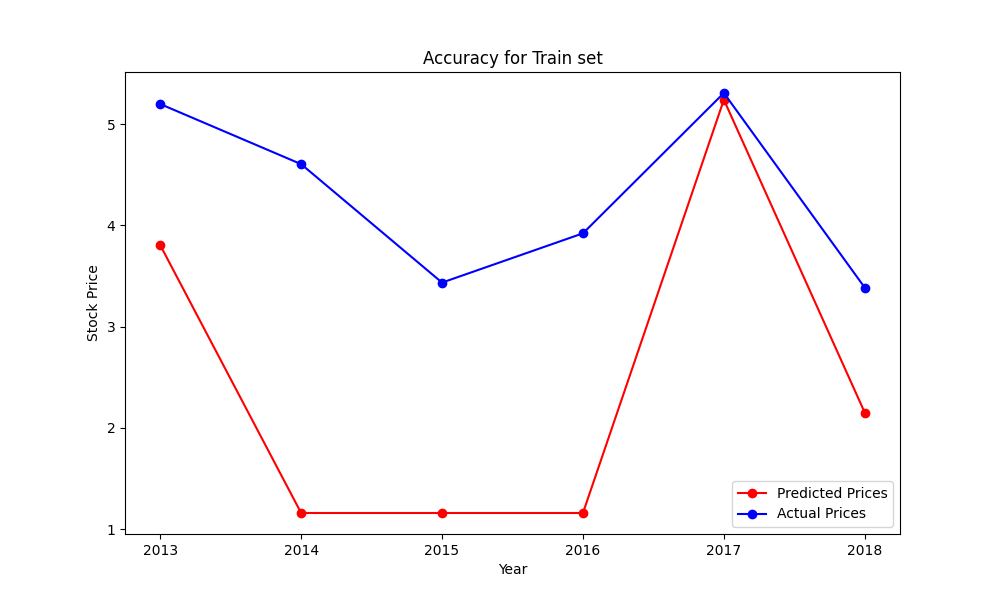 Accuracy for Train set
Stock Price
5
4
3
2
1
2013 2014 2015 2016 2017 2018
Year
Predicted Prices
Actual Prices